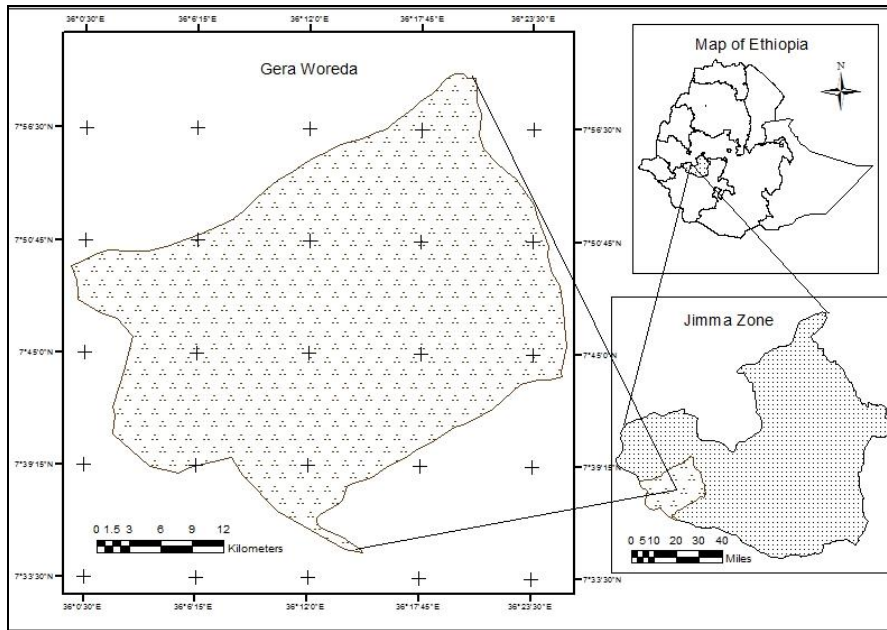 36°0'30"E 36°6'15"E 36°12'0"E 36°17'45"E 36°23'30"E
Gera Woreda
7°56'30"N 7°56'30"N
7°50'45"N 7°50'45"N
7°45'0"N 7°45'0"N
7°39'15"N 7°39'15"N
7°33'30"N 7°33'30"N
0 1.5 3 6 9 12
Kilometers
36°0'30"E 36°6'15"E 36°12'0"E 36°17'45"E 36°23'30"E
Map of Ethiopia
N
Jimma Zone
0 5 10 20 30 40
Miles